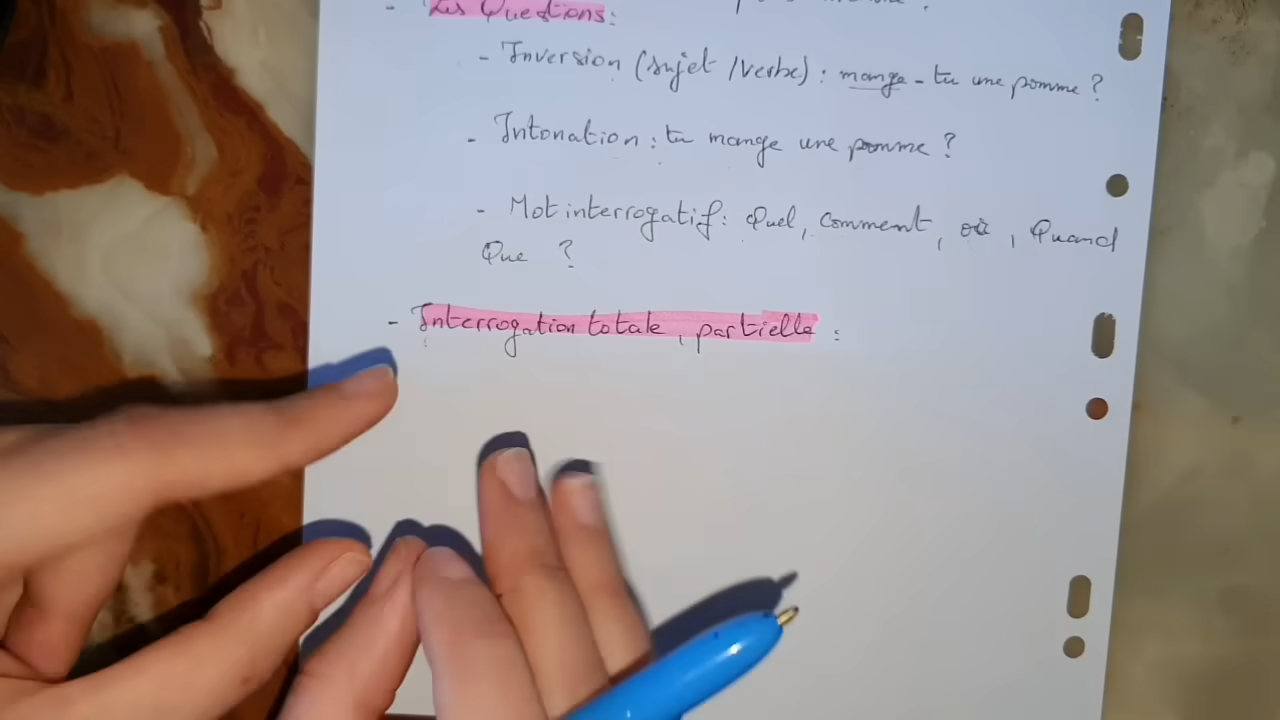 - Les Questions:
- Inversion (sujet /verbe) : mange - tu une pomme ?
- Intonation : tu mange une pomme ?
- Mot interrogatif : Quel, comment, où, Quand
Que ?
- Interrogation totale, partielle :